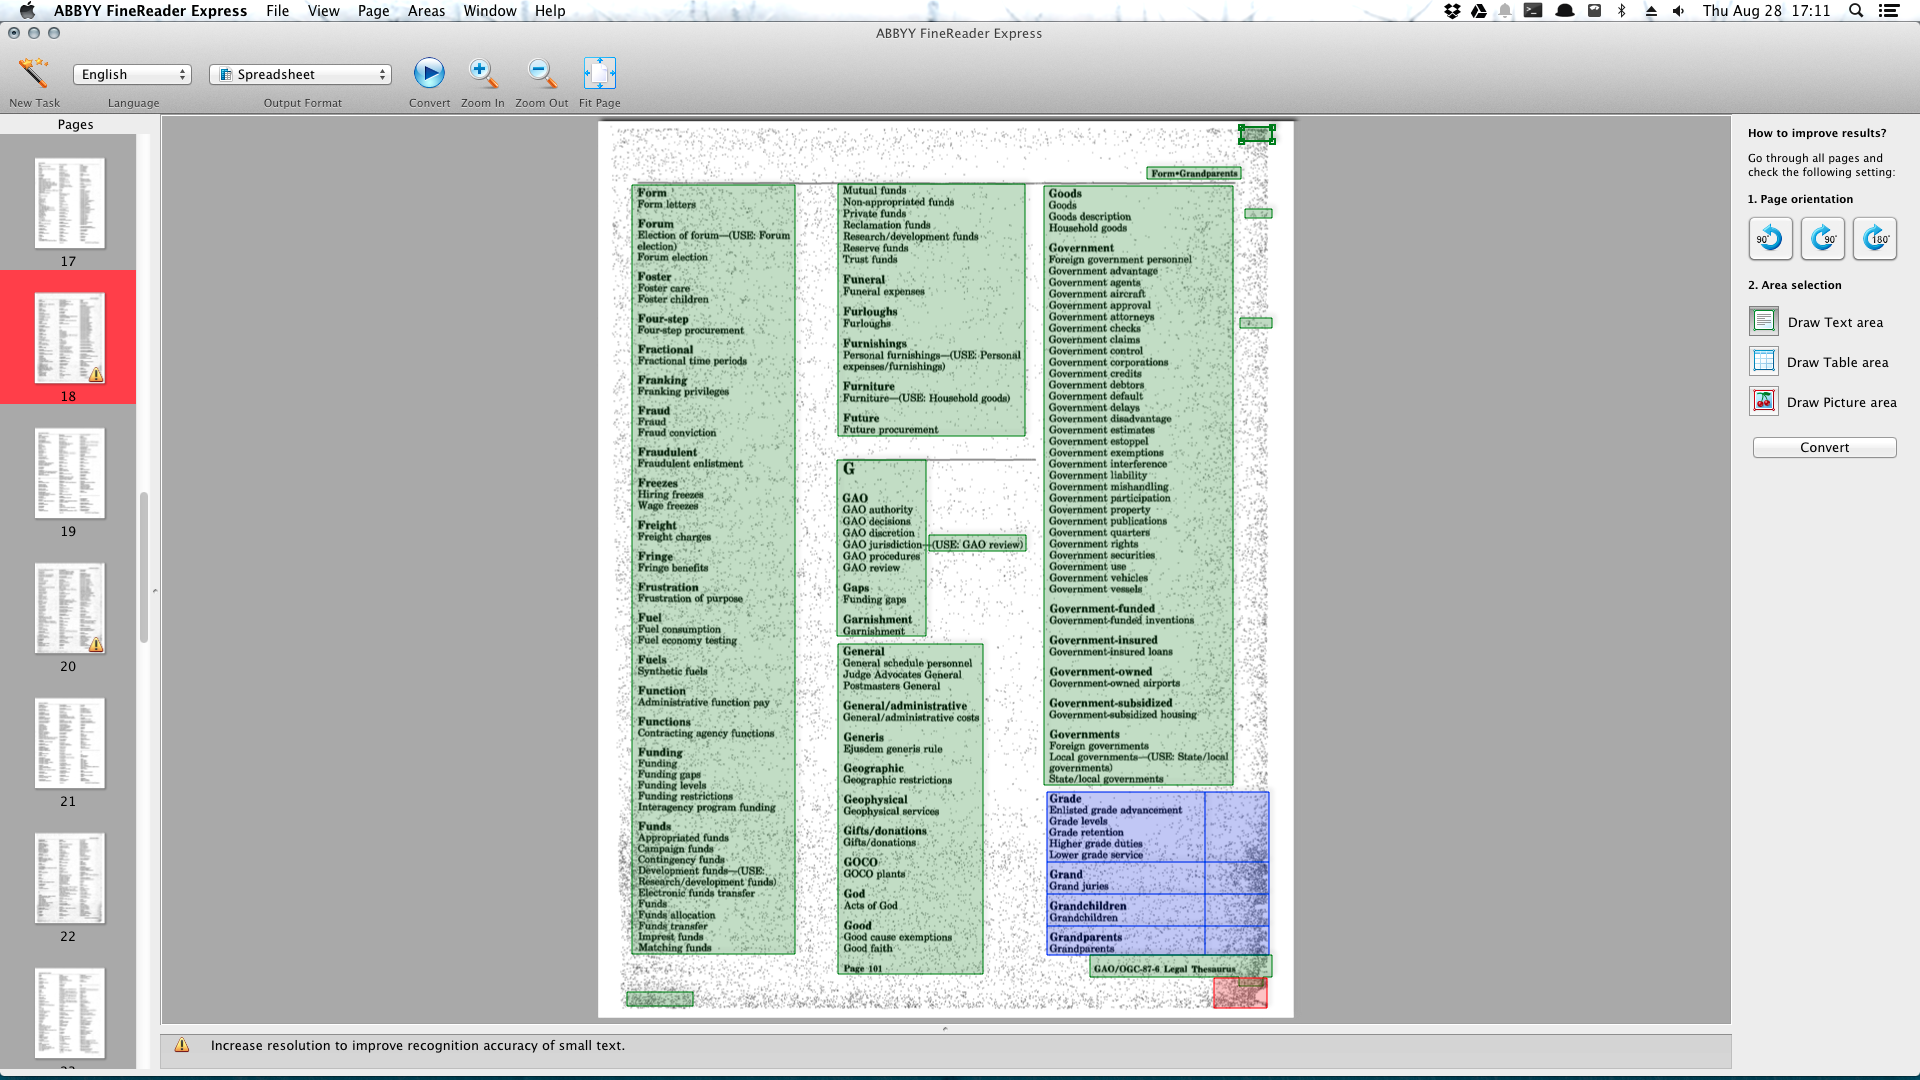 ABBYY FineReader Express File View Page Areas Window Help
Thu Aug 28 17:11
ABBYY FineReader Express
English
Spreadsheet
New Task Language Output Format Convert Zoom In Zoom Out Fit Page
Pages
17
18
19
20
21
22
Form•Grandparents
Form
Form letters
Forum
Election of forum—(USE: Forum
election)
Forum election
Foster
Foster care
Foster children
Four-step
Four-step procurement
Fractional
Fractional time periods
Franking
Franking privileges
Fraud
Fraud
Fraud conviction
Fraudulent
Fraudulent enlistment
Freezes
Hiring freezes
Wage freezes
Freight
Freight charges
Fringe
Fringe benefits
Frustration
Frustration of purpose
Fuel
Fuel consumption
Fuel economy testing
Fuels
Synthetic fuels
Function
Administrative function pay
Functions
Contracting agency functions
Funding
Funding
Funding gaps
Funding levels
Funding restrictions
Interagency program funding
Funds
Appropriated funds
Campaign funds
Contingency funds
Development funds—(USE:
Research/development funds)
Electronic funds transfer
Funds
Funds allocation
Funds transfer
Imprest funds
Matching funds
Mutual funds
Non-appropriated funds
Private funds
Reclamation funds
Research/development funds
Reserve funds
Trust funds
Funeral
Funeral expenses
Furloughs
Furloughs
Furnishings
Personal furnishings—(USE: Personal
expenses/furnishings)
Furniture
Furniture—(USE: Household goods)
Future
Future procurement
G
GAO
GAO authority
GAO decisions
GAO discretion
GAO jurisdiction—(USE: GAO review)
GAO procedures
GAO review
Gaps
Funding gaps
Garnishment
Garnishment
General
General schedule personnel
Judge Advocates General
Postmasters General
General/administrative
General/administrative costs
Generis
Ejusdem generis rule
Geographic
Geographic restrictions
Geophysical
Geophysical services
Gifts/donations
Gifts/donations
GOCO
GOCO plants
God
Acts of God
Good
Good cause exemptions
Good faith
Page 101
Goods
Goods
Goods description
Household goods
Government
Foreign government personnel
Government advantage
Government agents
Government aircraft
Government approval
Government attorneys
Government checks
Government claims
Government control
Government corporations
Government credits
Government debtors
Government default
Government delays
Government disadvantage
Government estimates
Government estoppel
Government exemptions
Government interference
Government liability
Government mishandling
Government participation
Government property
Government publications
Government quarters
Government rights
Government securities
Government use
Government vehicles
Government vessels
Government-funded
Government-funded inventions
Government-insured
Government-insured loans
Government-owned
Government-owned airports
Government-subsidized
Government-subsidized housing
Governments
Foreign governments
Local governments—(USE: State/local
governments)
State/local governments
Grade
Enlisted grade advancement
Grade levels
Grade retention
Higher grade duties
Lower grade service
Grand
Grand juries
Grandchildren
Grandchildren
Grandparents
Grandparents
GAO/OGC-87-6 Legal Thesaurus
How to improve results?
Go through all pages and
check the following setting:
1. Page orientation
90° 90° 180°
2. Area selection
Draw Text area
Draw Table area
Draw Picture area
Convert
Increase resolution to improve recognition accuracy of small text.